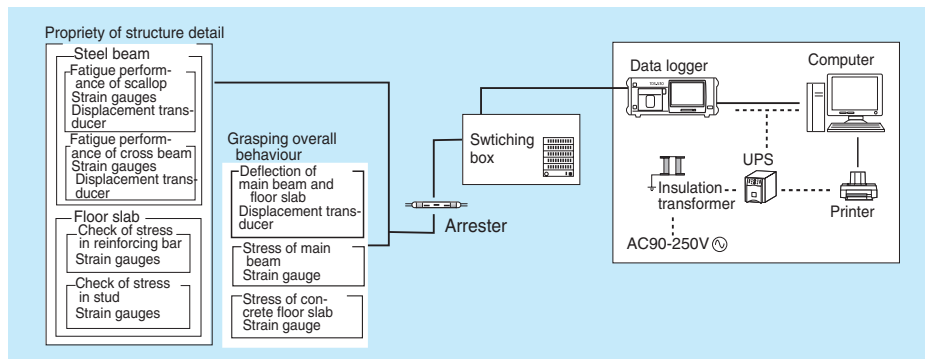 Propriety of structure detail
Steel beam
Fatigue perform-
ance of scallop
Strain gauges
Displacement trans-
ducer
Fatigue perform-
ance of cross beam
Strain gauges
Displacement trans-
ducer
Floor slab
Check of stress
in reinforcing bar
Strain gauges
Check of stress
in stud
Strain gauges
Grasping overall
behaviour
Deflection of
main beam and
floor slab
Displacement trans-
ducer
Stress of main
beam
Strain gauge
Stress of con-
crete floor slab
Strain gauge
Arrester
Swtiching
box
Data logger
Computer
UPS
Insulation
transformer
Printer
AC90-250V